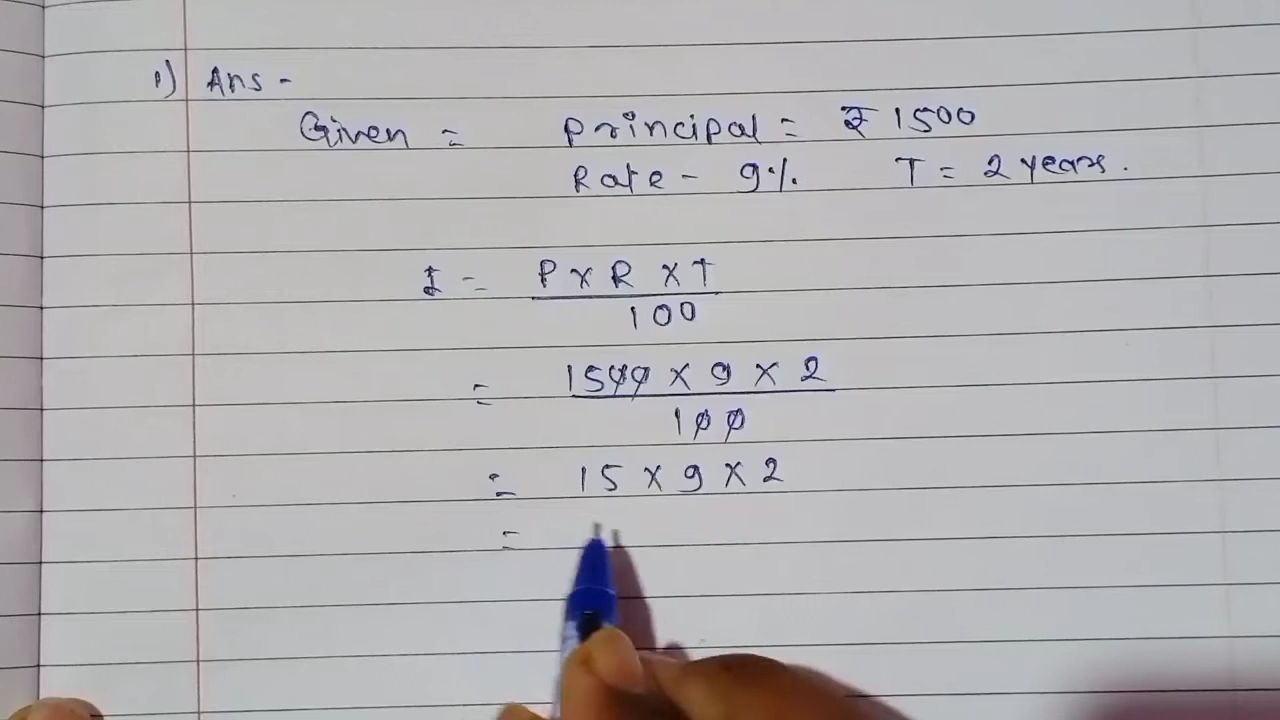 1) Ans -
Given = Principal = ₹ 1500
Rate - 9% T = 2 years.
I = P x R x T
100
= 1500 x 9 x 2
100
= 15 x 9 x 2
=